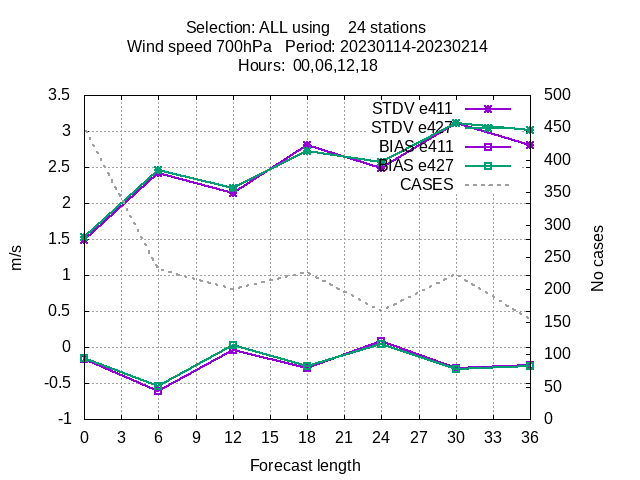 Selection: ALL using 24 stations
Wind speed 700hPa Period: 20230114-20230214
Hours: 00,06,12,18
STDV e411
STDV e427
BIAS e411
BIAS e427
CASES
3.5
3
2.5
2
1.5
1
0.5
0
-0.5
-1
m/s
500
450
400
350
300
250
200
150
100
50
0
No cases
0 3 6 9 12 15 18 21 24 27 30 33 36
Forecast length